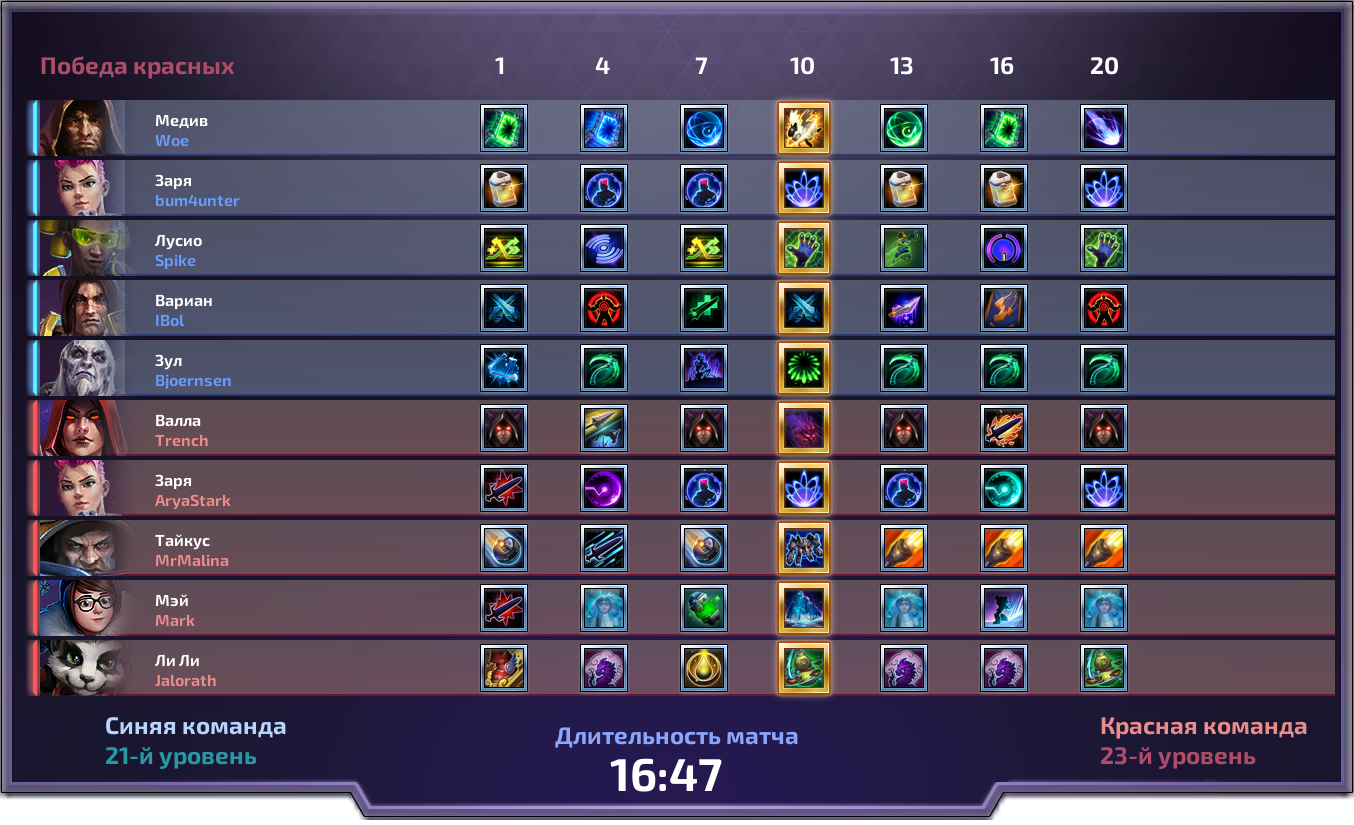 Победа красных 1 4 7 10 13 16 20
Медив
Woe
Заря
bum4unter
Лусио
Spike
Вариан
IBol
Зул
Bjoernsen
Валла
Trench
Заря
AryaStark
Тайкус
MrMalina
Мэй
Mark
Ли Ли
Jalorath
Синяя команда
21-й уровень
Длительность матча
16:47
Красная команда
23-й уровень